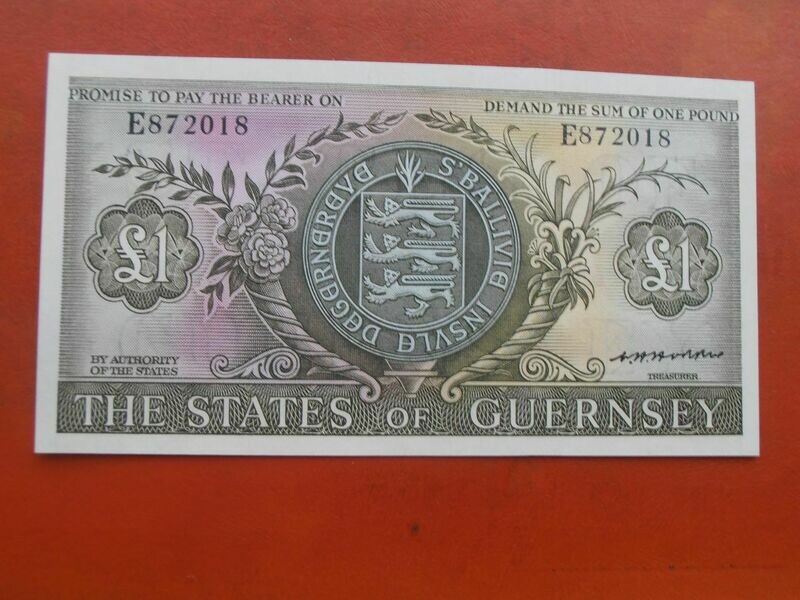 PROMISE TO PAY THE BEARER ON
DEMAND THE SUM OF ONE POUND
E872018
E872018
S' BAILIVIE INSVLE DEGERNEREYE
£1
£1
BY AUTHORITY
OF THE STATES
TREASURER
THE STATES OF GUERNSEY